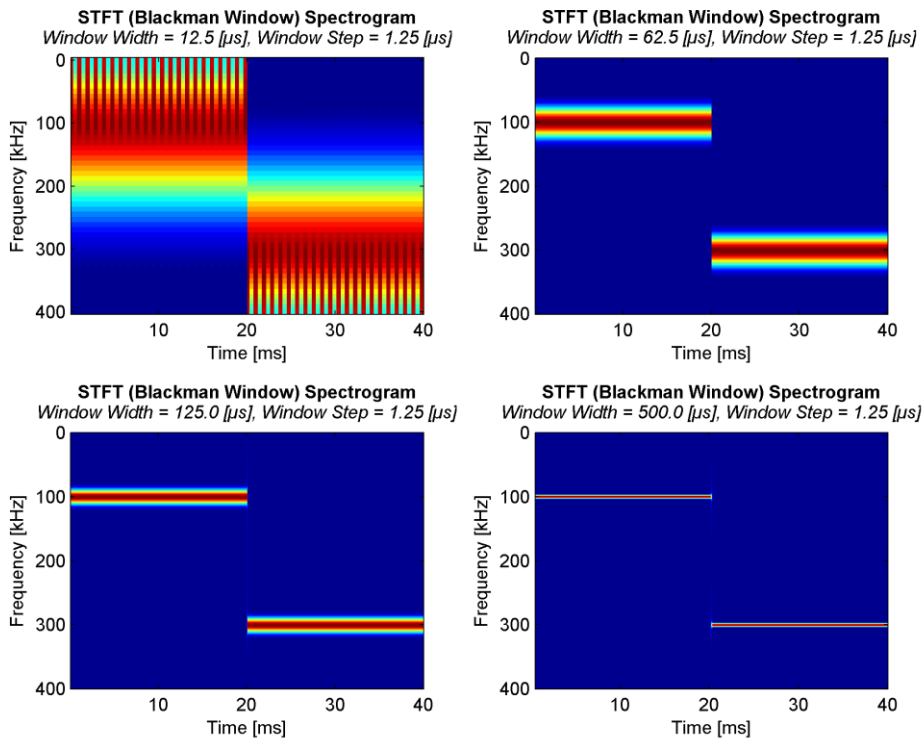 STFT (Blackman Window) Spectrogram
Window Width = 12.5 [µs], Window Step = 1.25 [µs]
0
100
200
300
400
Frequency [kHz]
10
20
30
40
Time [ms]
STFT (Blackman Window) Spectrogram
Window Width = 62.5 [µs], Window Step = 1.25 [µs]
0
100
200
300
400
Frequency [kHz]
10
20
30
40
Time [ms]
STFT (Blackman Window) Spectrogram
Window Width = 125.0 [µs], Window Step = 1.25 [µs]
0
100
200
300
400
Frequency [kHz]
10
20
30
40
Time [ms]
STFT (Blackman Window) Spectrogram
Window Width = 500.0 [µs], Window Step = 1.25 [µs]
0
100
200
300
400
Frequency [kHz]
10
20
30
40
Time [ms]